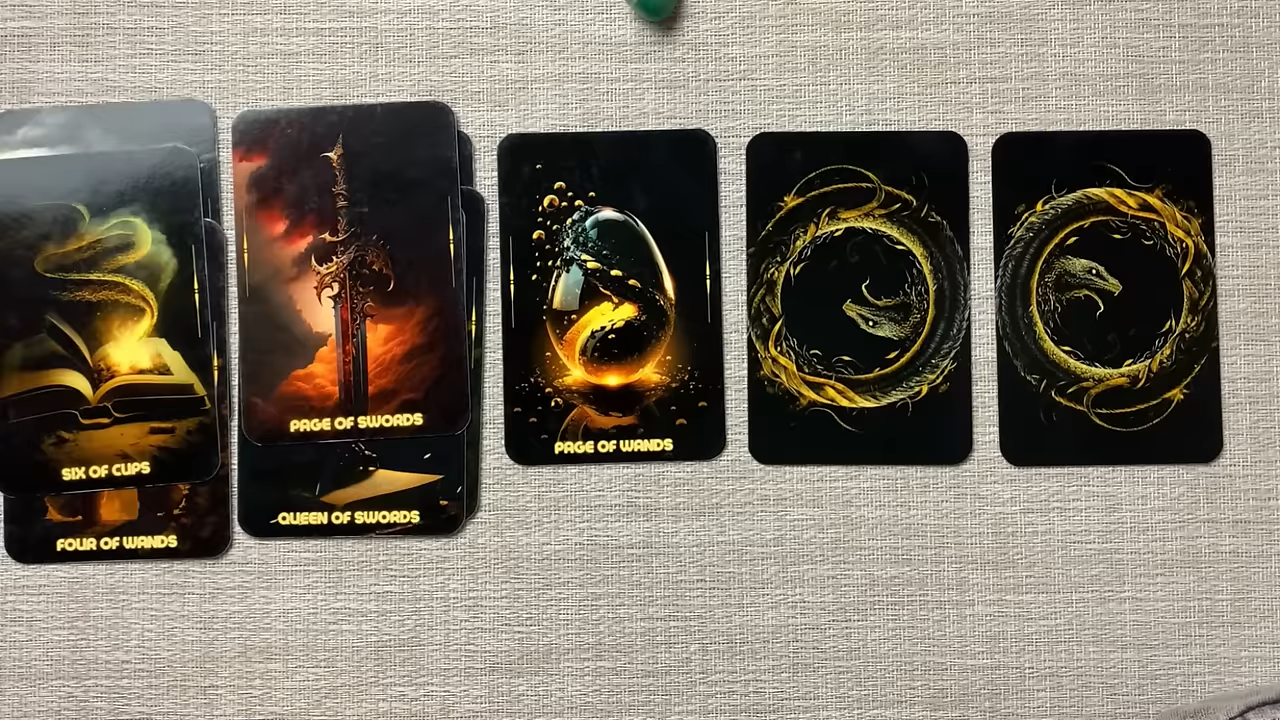 SIX OF CUPS
FOUR OF WANDS
PAGE OF SWORDS
QUEEN OF SWORDS
PAGE OF WANDS